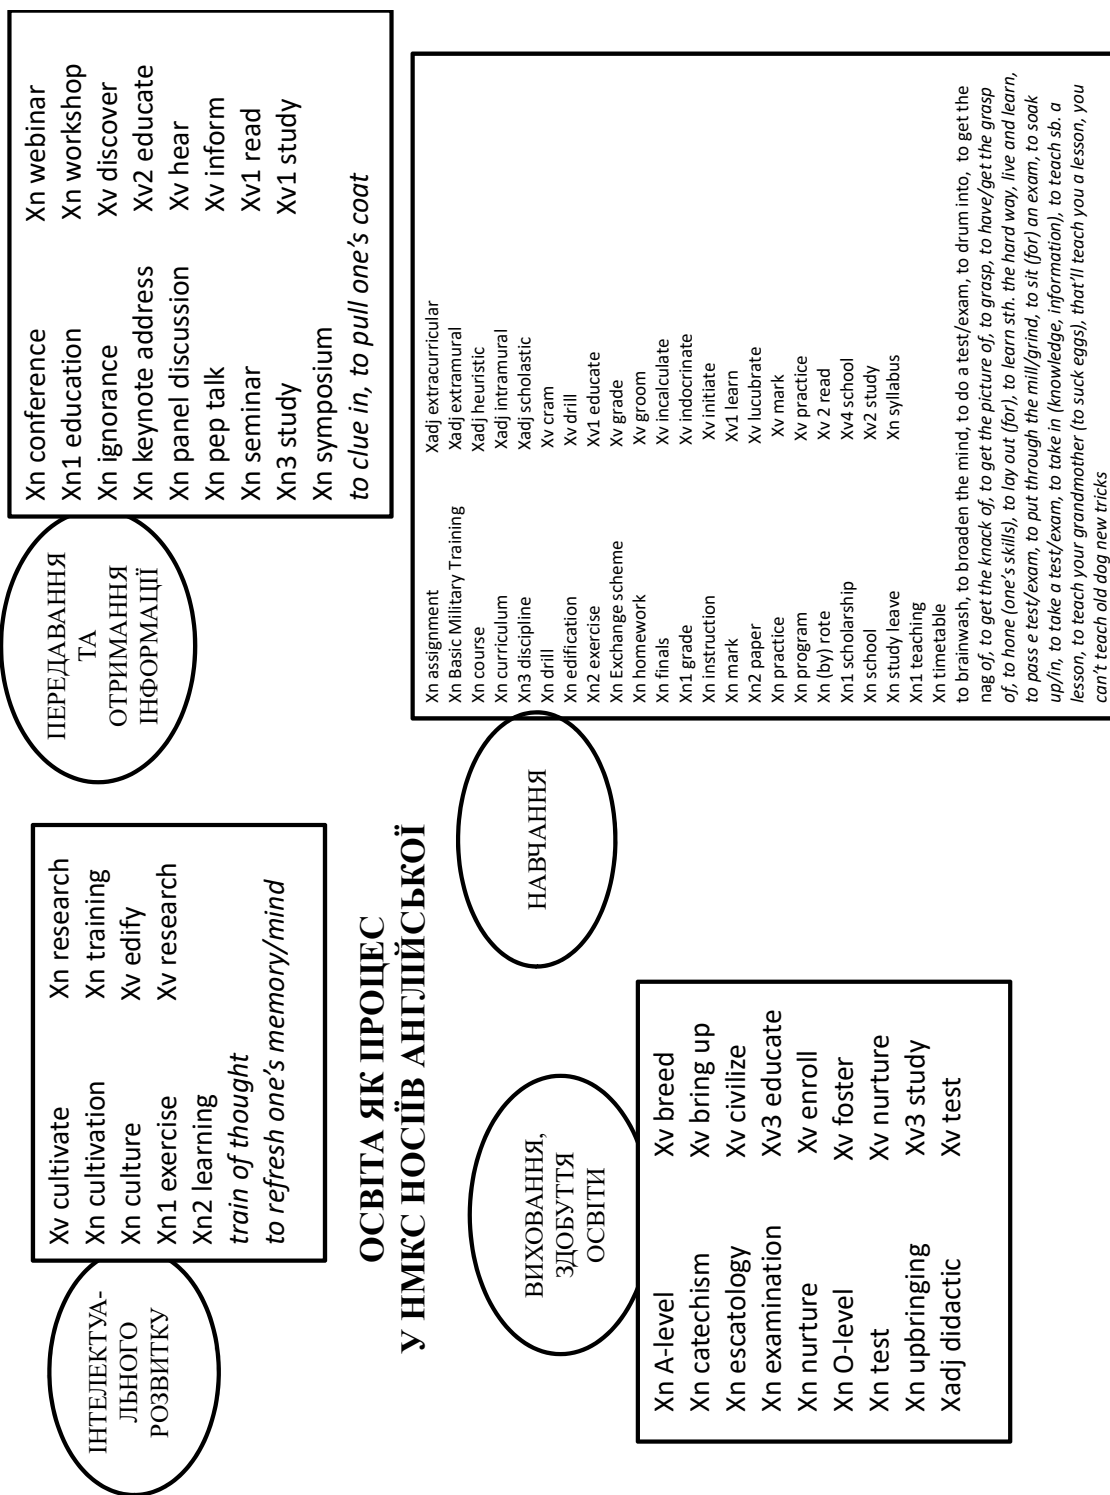 ІНТЕЛЕКТУА-
ЛЬНОГО
РОЗВИТКУ
Xv cultivate
Xn cultivation
Xn culture
Xn1 exercise
Xn2 learning
train of thought
to refresh one’s memory/mind
Xn research
Xn training
Xv edify
Xv research
ПЕРЕДАВАННЯ
ТА
ОТРИМАННЯ
ІНФОРМАЦІЇ
Xn conference
Xn1 education
Xn ignorance
Xn keynote address
Xn panel discussion
Xn pep talk
Xn seminar
Xn3 study
Xn symposium
to clue in, to pull one’s coat
Xn webinar
Xn workshop
Xv discover
Xv2 educate
Xv hear
Xv inform
Xv1 read
Xv1 study
ОСВІТА ЯК ПРОЦЕС
У НМКС НОСІЇВ АНГЛІЙСЬКОЇ
ВИХОВАННЯ,
ЗДОБУТТЯ
ОСВІТИ
Xn A-level
Xn catechism
Xn escatology
Xn examination
Xn nurture
Xn O-level
Xn test
Xn upbringing
Xadj didactic
Xv breed
Xv bring up
Xv civilize
Xv3 educate
Xv enroll
Xv foster
Xv nurture
Xv3 study
Xv test
НАВЧАННЯ
Xn assignment
Xn Basic Military Training
Xn course
Xn curriculum
Xn3 discipline
Xn drill
Xn edification
Xn2 exercise
Xn Exchange scheme
Xn homework
Xn finals
Xn1 grade
Xn instruction
Xn mark
Xn2 paper
Xn practice
Xn program
Xn (by) rote
Xn1 scholarship
Xn school
Xn study leave
Xn1 teaching
Xn timetable
Xadj extracurricular
Xadj extramural
Xadj heuristic
Xadj intramural
Xadj scholastic
Xv cram
Xv drill
Xv1 educate
Xv grade
Xv groom
Xv incalculate
Xv indocrinate
Xv initiate
Xv1 learn
Xv lucubrate
Xv mark
Xv practice
Xv 2 read
Xv4 school
Xv2 study
Xn syllabus
to brainwash, to broaden the mind, to do a test/exam, to drum into, to get the
nag of, to get the knack of, to get the picture of, to grasp, to have/get the grasp
of, to hone (one’s skills), to lay out (for), to learn sth. the hard way, live and learn,
to pass e test/exam, to put through the mill/grind, to sit (for) an exam, to soak
up/in, to take a test/exam, to take in (knowledge, information), to teach sb. a
lesson, to teach your grandmother (to suck eggs), that’ll teach you a lesson, you
can’t teach old dog new tricks